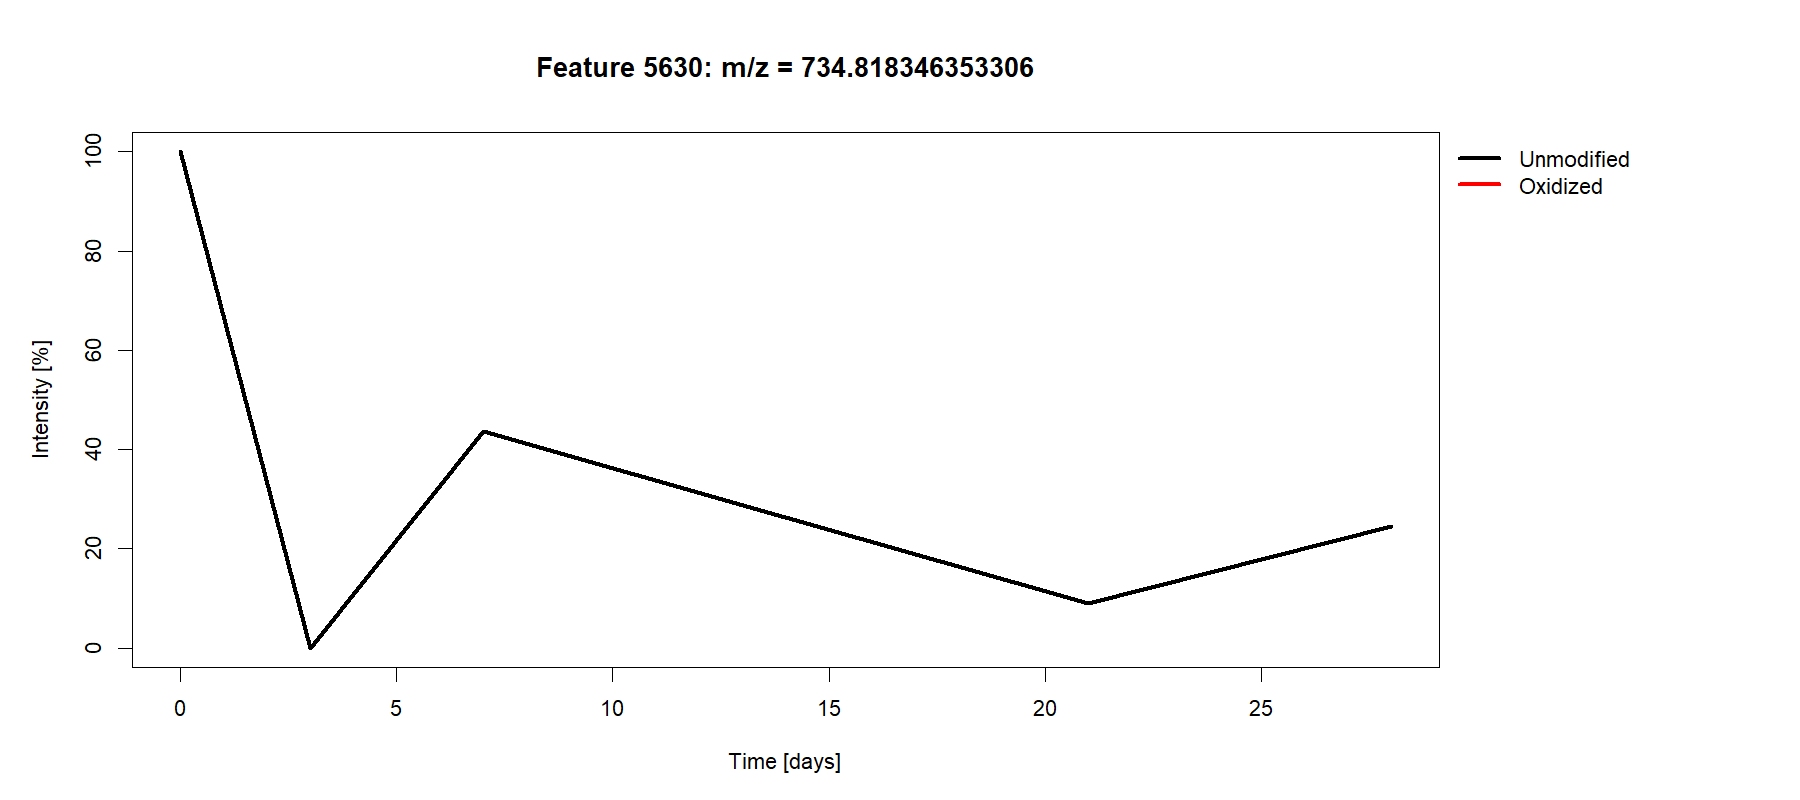 Feature 5630: m/z = 734.818346353306
Unmodified
Oxidized
Intensity [%]
100
80
60
40
20
0
0 5 10 15 20 25
Time [days]